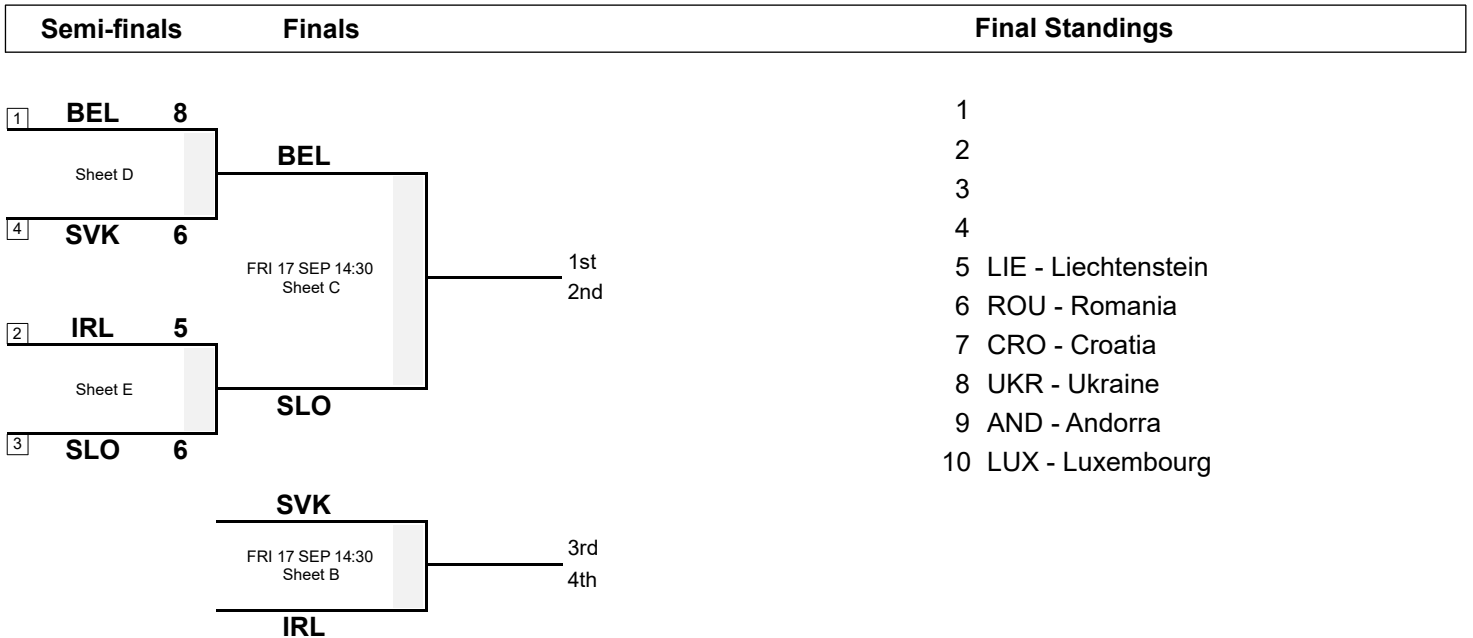 Semi-finals Finals Final Standings
1 BEL 8
Sheet D
4 SVK 6
BEL
FRI 17 SEP 14:30
Sheet C
SLO
1st
2nd
2 IRL 5
Sheet E
3 SLO 6
SVK
FRI 17 SEP 14:30
Sheet B
IRL
3rd
4th
1
2
3
4
5 LIE - Liechtenstein
6 ROU - Romania
7 CRO - Croatia
8 UKR - Ukraine
9 AND - Andorra
10 LUX - Luxembourg